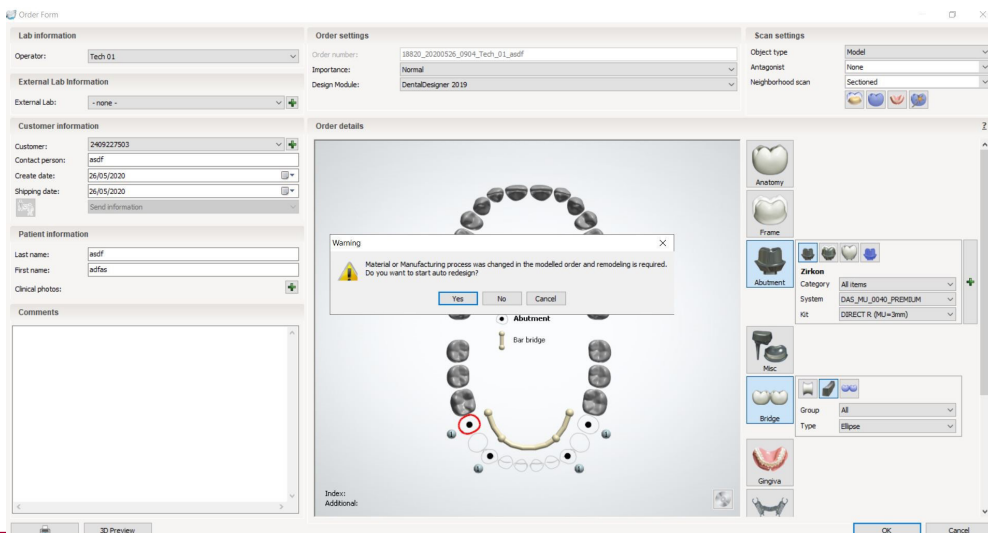 Order Form
Lab information
Operator:
Tech 01
External Lab Information
External Lab:
- none -
Customer information
Customer:
2409227503
Contact person:
asdf
Create date:
26/05/2020
Shipping date:
26/05/2020
Send information
Patient information
Last name:
asdf
First name:
adfas
Clinical photos:
Comments
3D Preview
Order settings
Order number:
18820_20200526_0904_Tech_01_asdf
Importance:
Normal
Design Module:
DentalDesigner 2019
Scan settings
Object type
Model
Antagonist
None
Neighborhood scan
Sectioned
Order details
?
Warning
Material or Manufacturing process was changed in the modelled order and remodeling is required.
Do you want to start auto redesign?
Yes
No
Cancel
Abutment
Bar bridge
Index:
Additional:
Anatomy
Frame
Abutment
Zirkon
Category
All items
System
DAS_MU_0040_PREMIUM
Kit
DIRECT R (MU=3mm)
Misc
Bridge
Group
All
Type
Ellipse
Gingiva
OK
Cancel